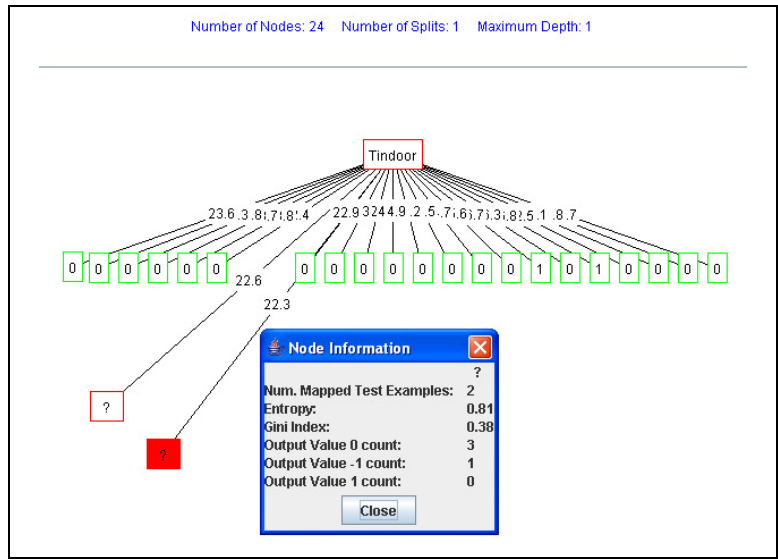 Number of Nodes: 24 Number of Splits: 1 Maximum Depth: 1
Tindoor
23.6 22.9
0 0 0 0 0 0 0 0 0 0 0 0 0 0 1 0 1 0 0 0 0
22.6
22.3
Node Information
?
Num. Mapped Test Examples: 2
Entropy: 0.81
Gini Index: 0.38
Output Value 0 count: 3
Output Value -1 count: 1
Output Value 1 count: 0
Close
?
?